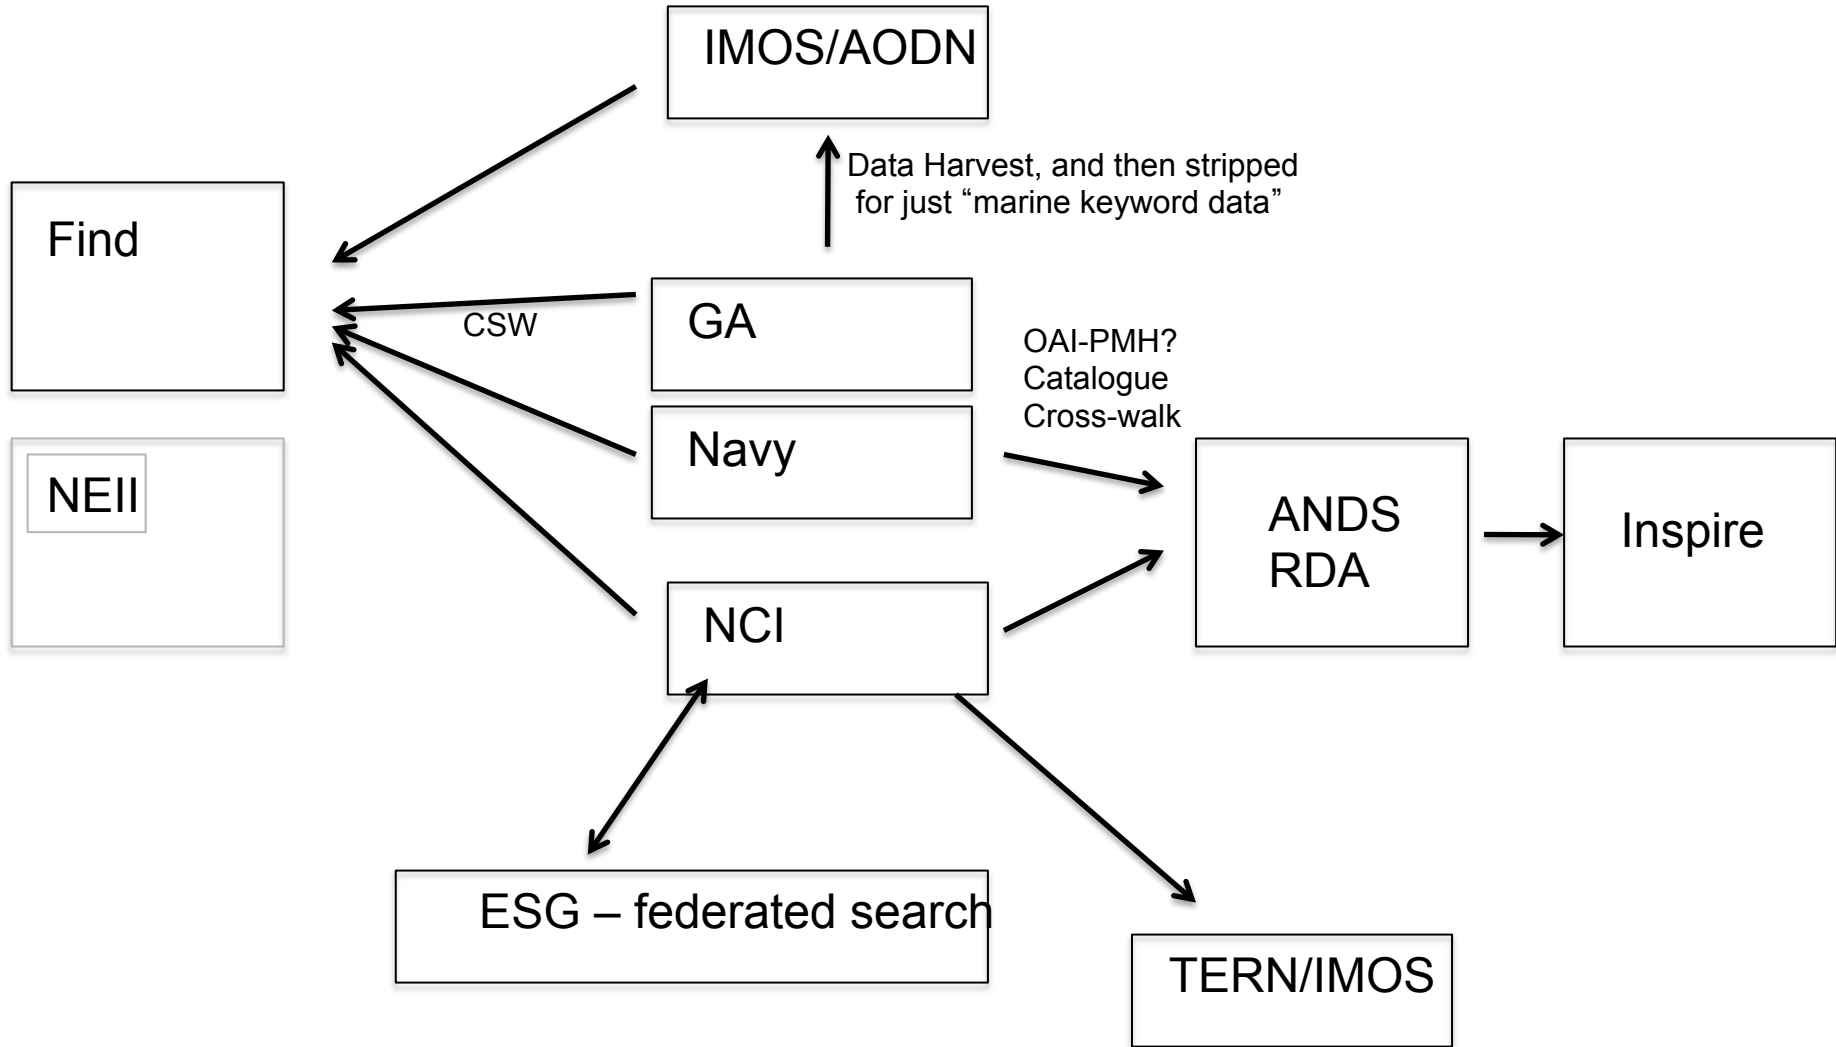 IMOS/AODN
Data Harvest, and then stripped
for just “marine keyword data”
Find
CSW
GA
OAI-PMH?
Catalogue
Cross-walk
Navy
NEII
ANDS
RDA
Inspire
NCI
ESG – federated search
TERN/IMOS